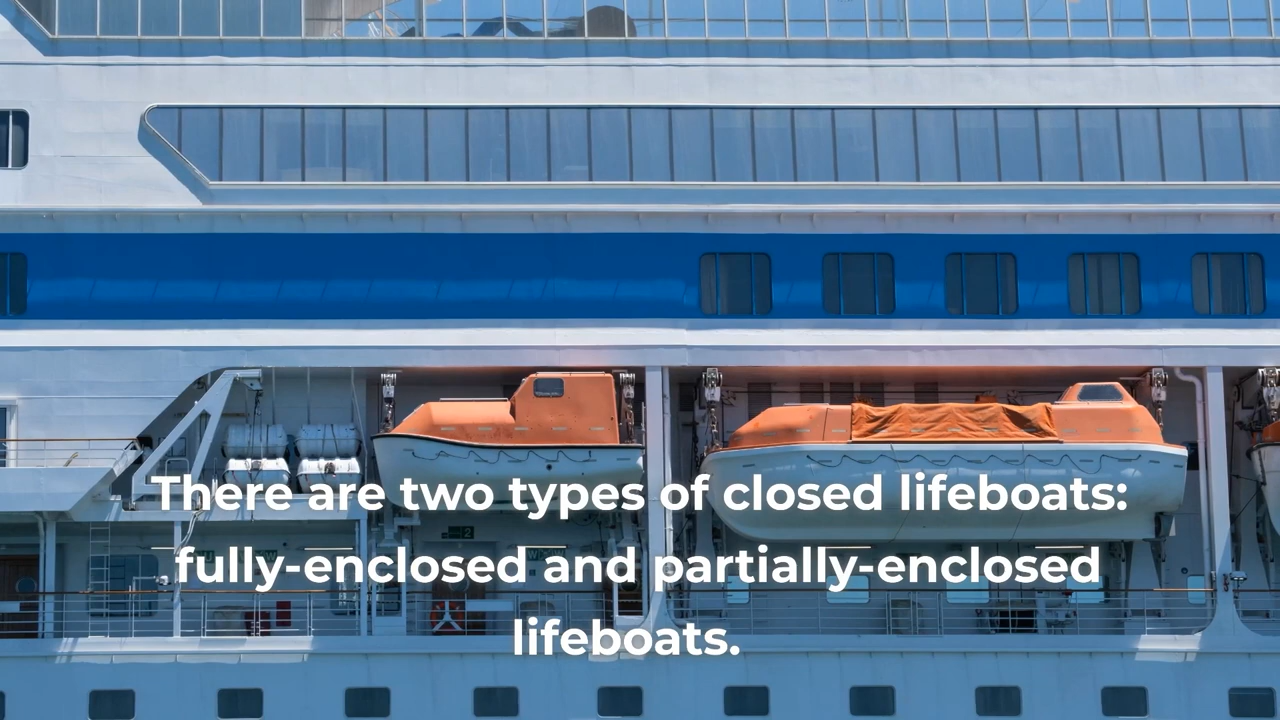 There are two types of closed lifeboats:
fully-enclosed and partially-enclosed
lifeboats.